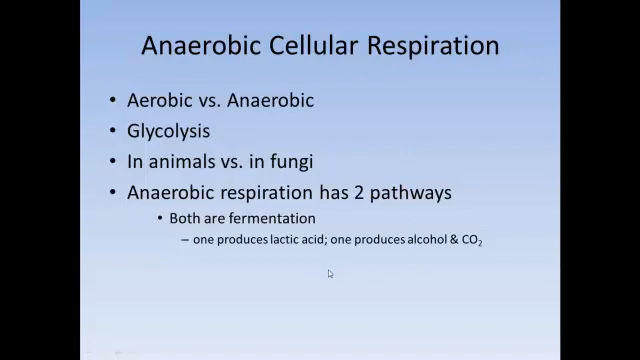 Anaerobic Cellular Respiration
• Aerobic vs. Anaerobic
• Glycolysis
• In animals vs. in fungi
• Anaerobic respiration has 2 pathways
• Both are fermentation
– one produces lactic acid; one produces alcohol & CO₂